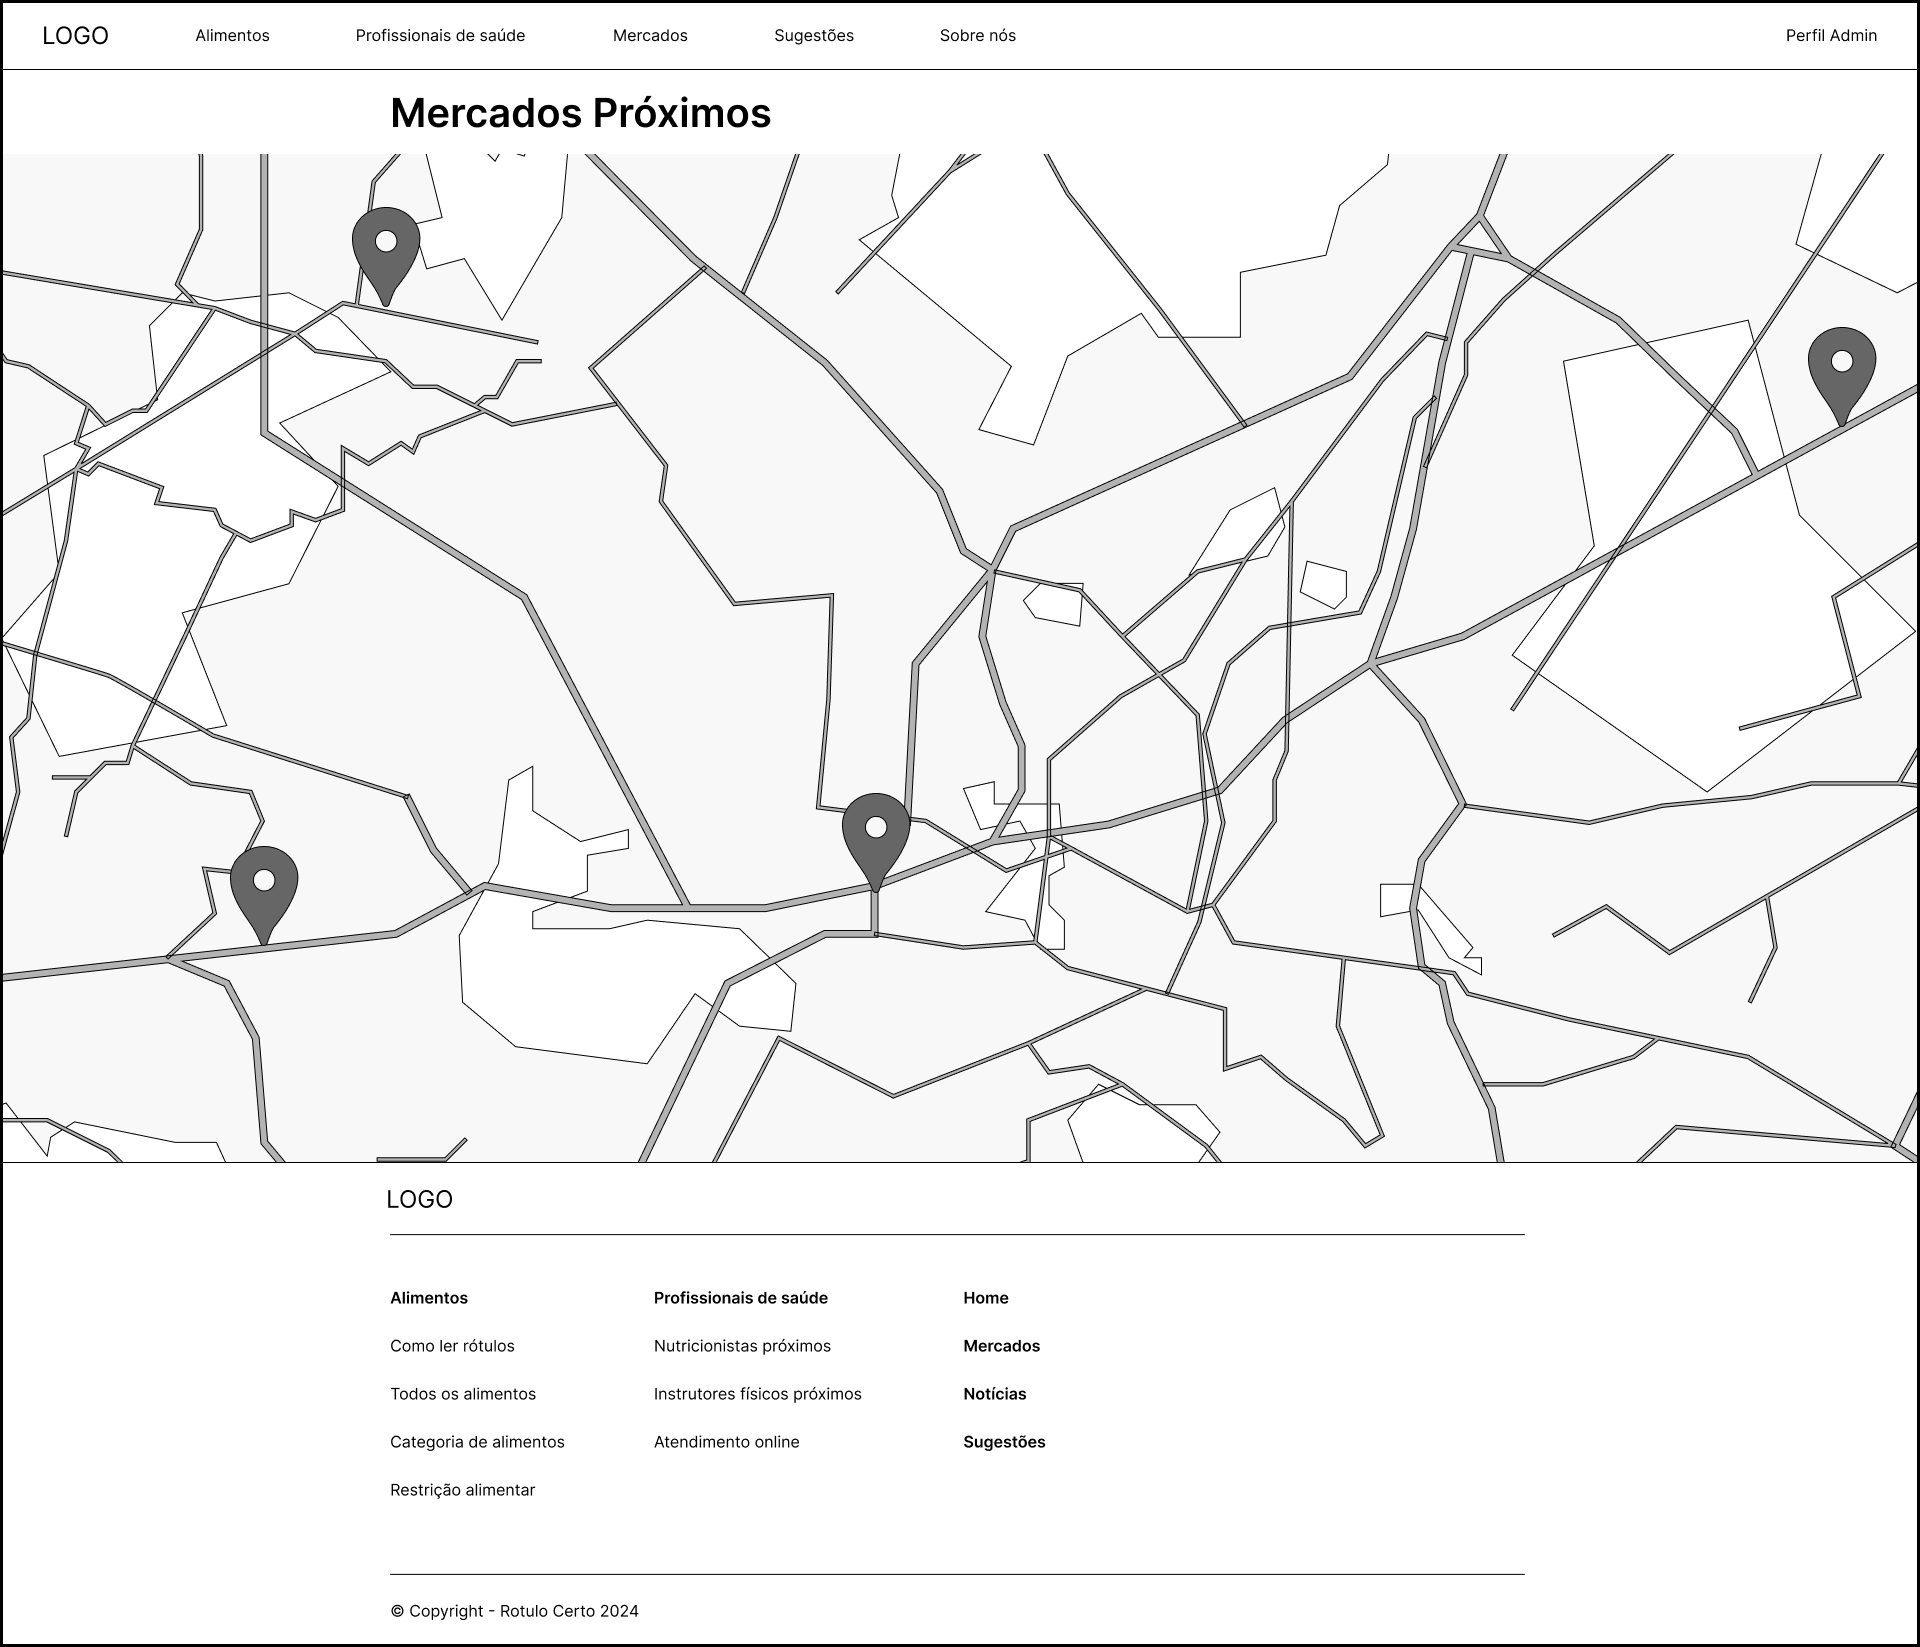 LOGO
Alimentos
Profissionais de saúde
Mercados
Sugestões
Sobre nós
Perfil Admin
Mercados Próximos
LOGO
Alimentos
Como ler rótulos
Todos os alimentos
Categoria de alimentos
Restrição alimentar
Profissionais de saúde
Nutricionistas próximos
Instrutores físicos próximos
Atendimento online
Home
Mercados
Notícias
Sugestões
© Copyright - Rotulo Certo 2024